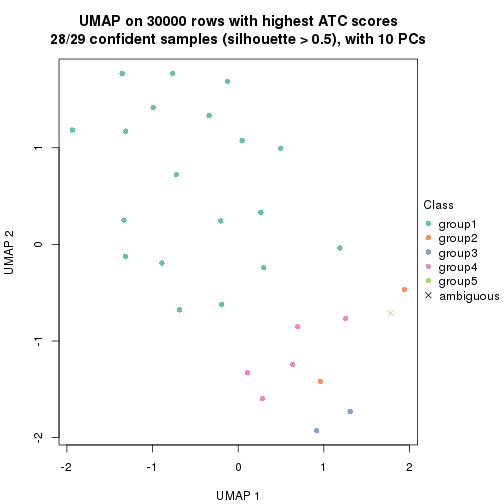 UMAP on 30000 rows with highest ATC scores
28/29 confident samples (silhouette > 0.5), with 10 PCs
UMAP 2
1
0
-1
-2
-2
-1
0
1
2
UMAP 1
Class
group1
group2
group3
group4
group5
ambiguous